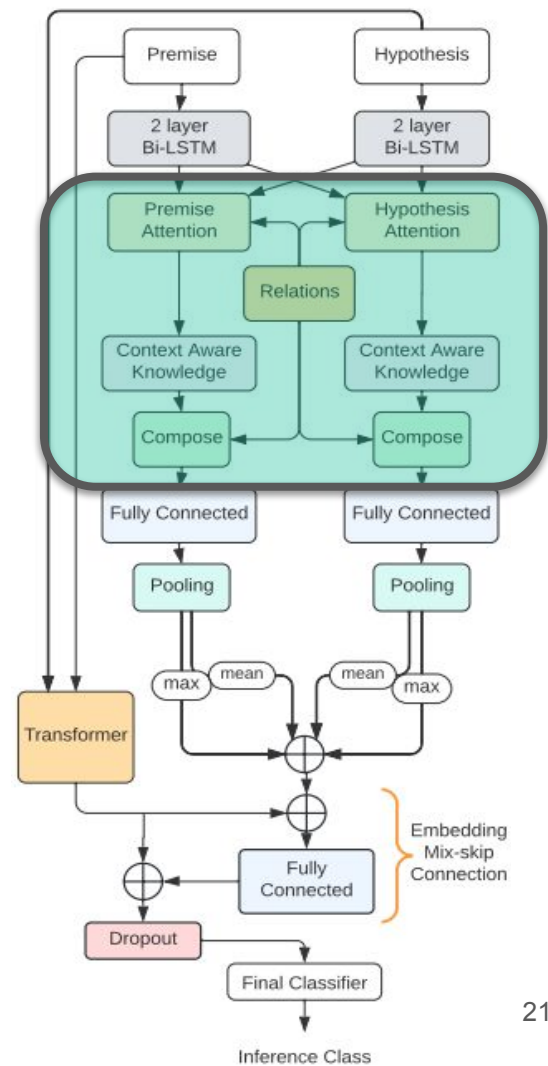 Premise
Hypothesis
2 layer
Bi-LSTM
2 layer
Bi-LSTM
Premise
Attention
Hypothesis
Attention
Relations
Context Aware
Knowledge
Context Aware
Knowledge
Compose
Compose
Fully Connected
Fully Connected
Pooling
Pooling
max
mean
mean
max
Transformer
Embedding
Mix-skip
Connection
Fully
Connected
Dropout
Final Classifier
21
Inference Class